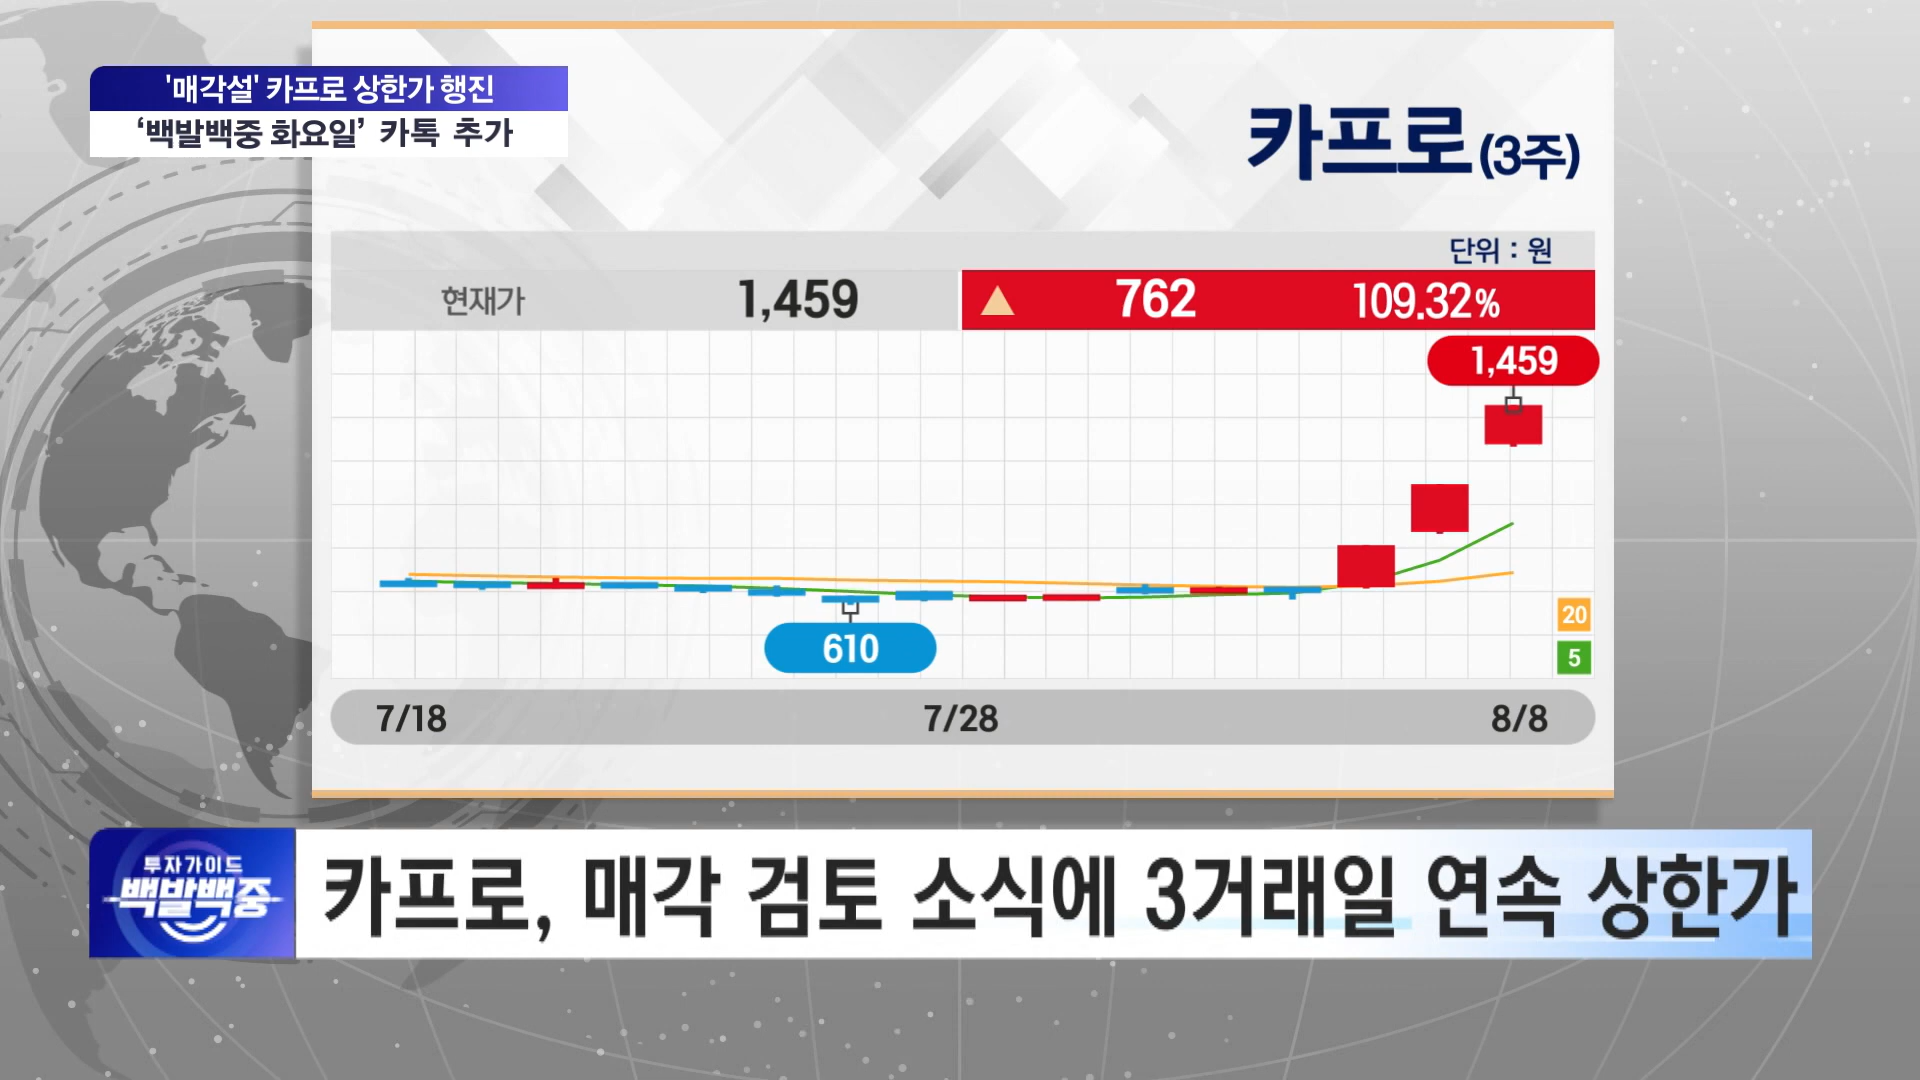 '매각설' 카프로 상한가 행진
‘백발백중 화요일’ 카톡 추가
카프로(3주)
단위 : 원
현재가 1,459 ▲ 762 109.32%
1,459
610
20
5
7/18 7/28 8/8
투자가이드
백발백중
카프로, 매각 검토 소식에 3거래일 연속 상한가